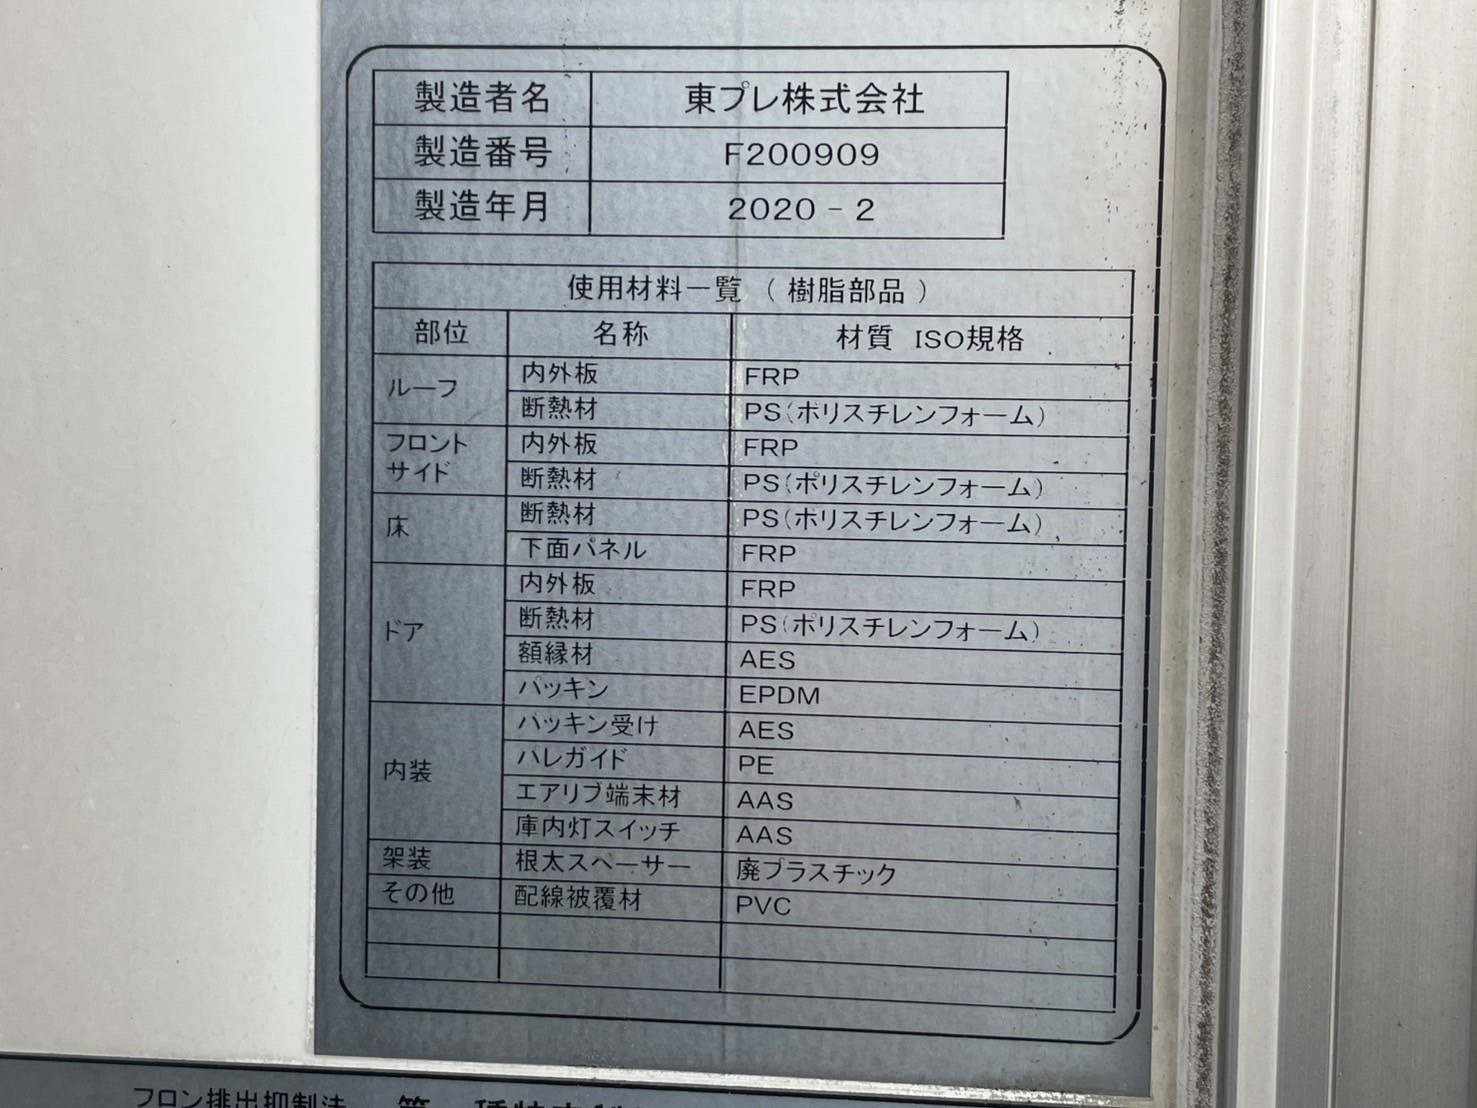 製造者名 東プレ株式会社
製造番号 F200909
製造年月 2020-2
使用材料一覧 (樹脂部品)
部位 名称 材質 ISO規格
ルーフ 内外板 FRP
断熱材 PS(ポリスチレンフォーム)
フロント 内外板 FRP
サイド 断熱材 PS(ポリスチレンフォーム)
床 断熱材 PS(ポリスチレンフォーム)
下面パネル FRP
ドア 内外板 FRP
断熱材 PS(ポリスチレンフォーム)
額縁材 AES
パッキン EPDM
内装 パッキン受け AES
ハレガイド PE
エアリブ端末材 AAS
庫内灯スイッチ AAS
架装 根太スペーサー 廃プラスチック
その他 配線被覆材 PVC
フロン排出抑制法